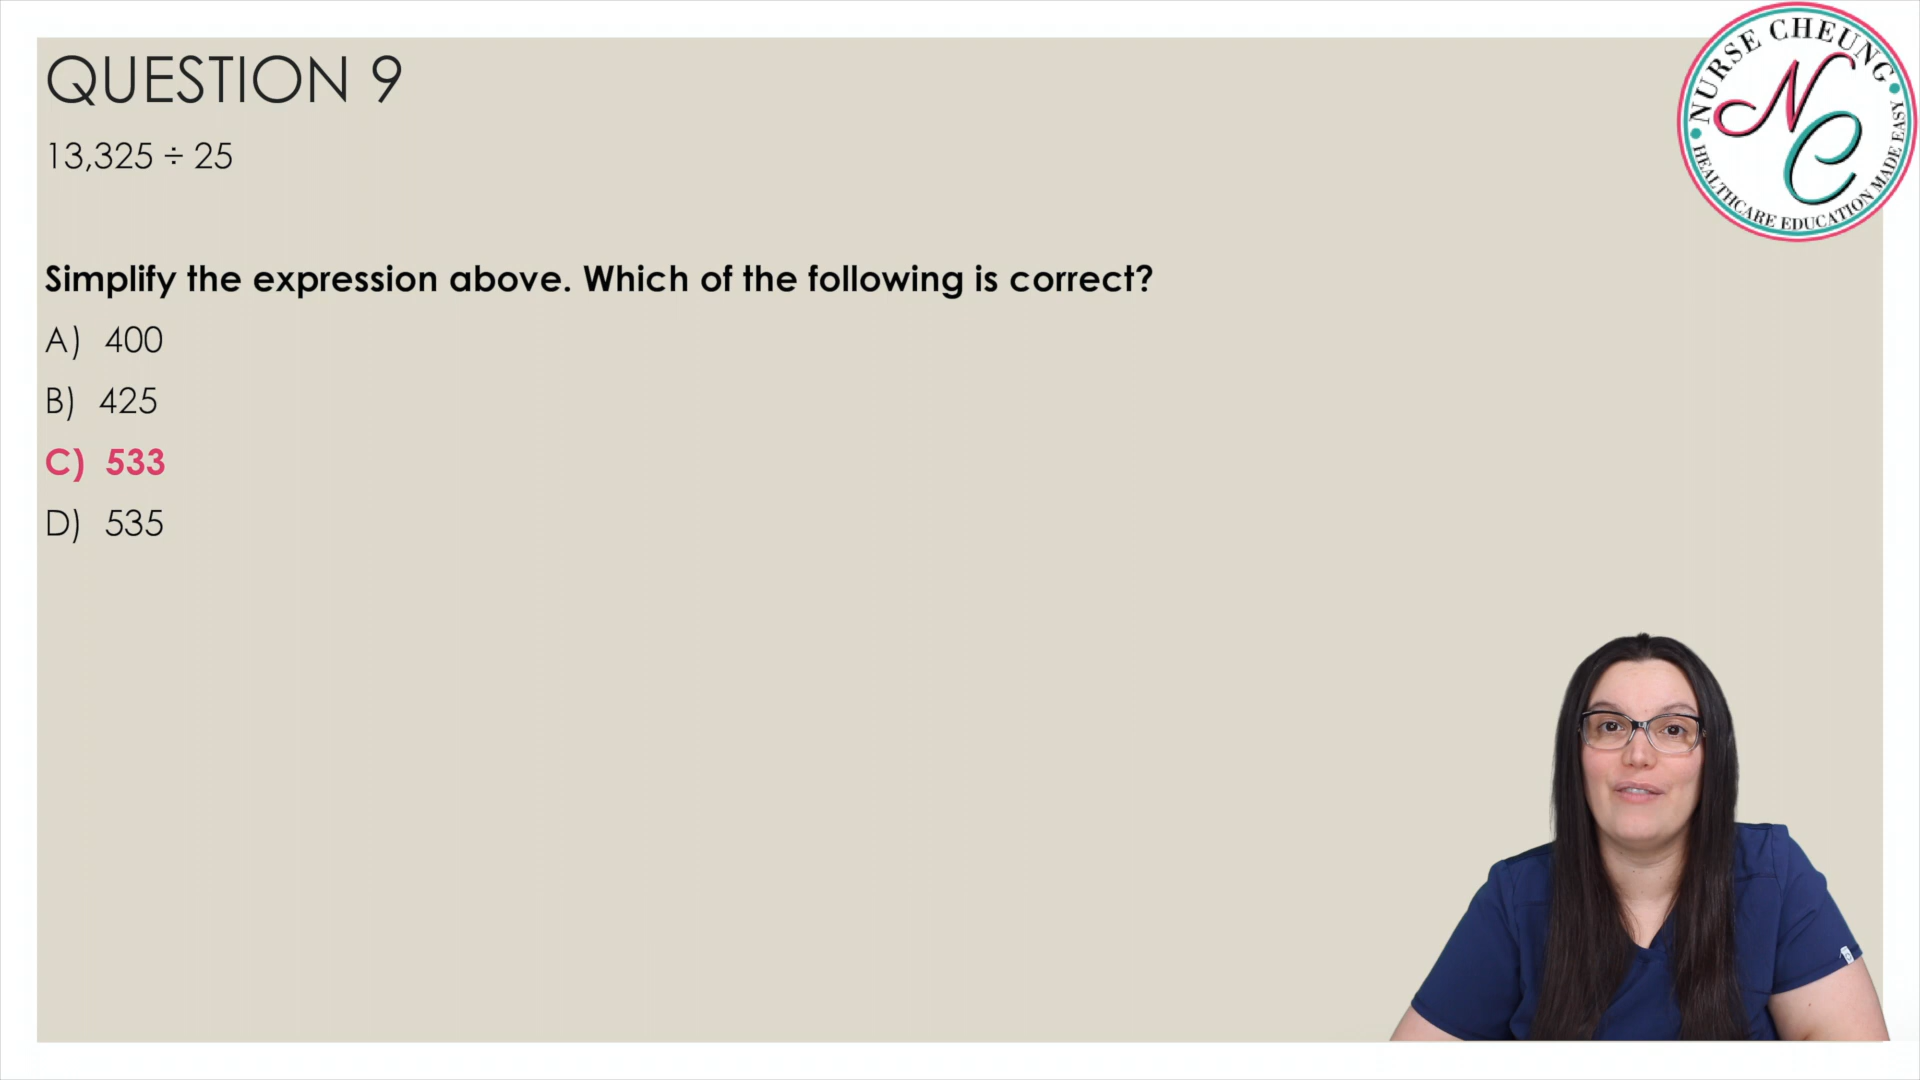 QUESTION 9
13,325 ÷ 25
Simplify the expression above. Which of the following is correct?
A) 400
B) 425
C) 533
D) 535
NURSE CHEUNG
NC
HEALTHCARE EDUCATION MADE EASY